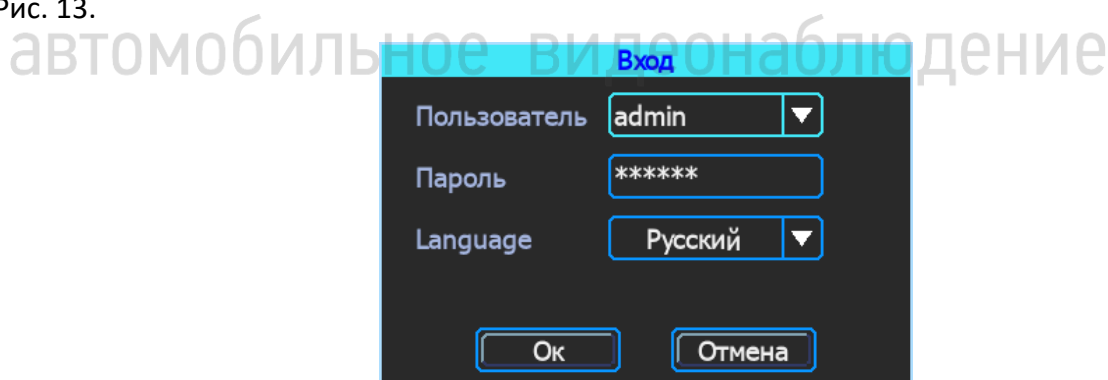 Рис. 13.
автомобильное видеонаблюдение
Вход
Пользователь admin
Пароль ******
Language Русский
Ок Отмена